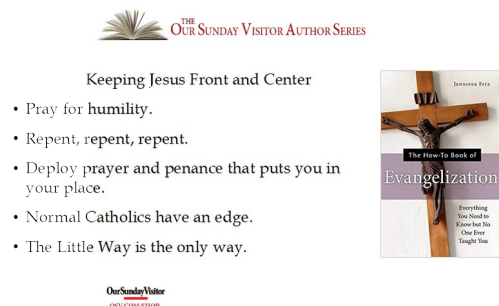 THE
OUR SUNDAY VISITOR AUTHOR SERIES
Keeping Jesus Front and Center
• Pray for humility.
• Repent, repent, repent.
• Deploy prayer and penance that puts you in
your place.
• Normal Catholics have an edge.
• The Little Way is the only way.
JENNIFER FITZ
The How-To Book of
Evangelization
Everything
You Need to
Know but No
One Ever
Taught You
OurSundayVisitor
OSV.COM/SHOP